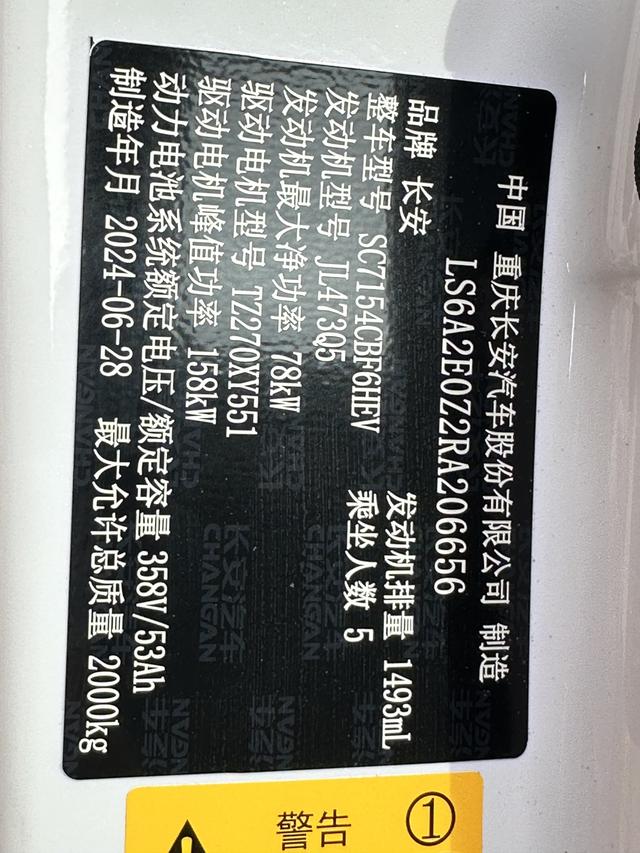 中国 重庆长安汽车股份有限公司 制造
LS6A2E0Z2RA206656
品牌 长安 发动机排量 1493mL
整车型号 SC7154CBF6HEV 乘坐人数 5
发动机型号 JL473Q5
发动机最大净功率 78kW
驱动电机型号 TZ270XY551
驱动电机峰值功率 158kW
动力电池系统额定电压/额定容量 358V/53Ah
制造年月 2024-06-28 最大允许总质量 2000kg
长安汽车
CHANGAN
警告 ①